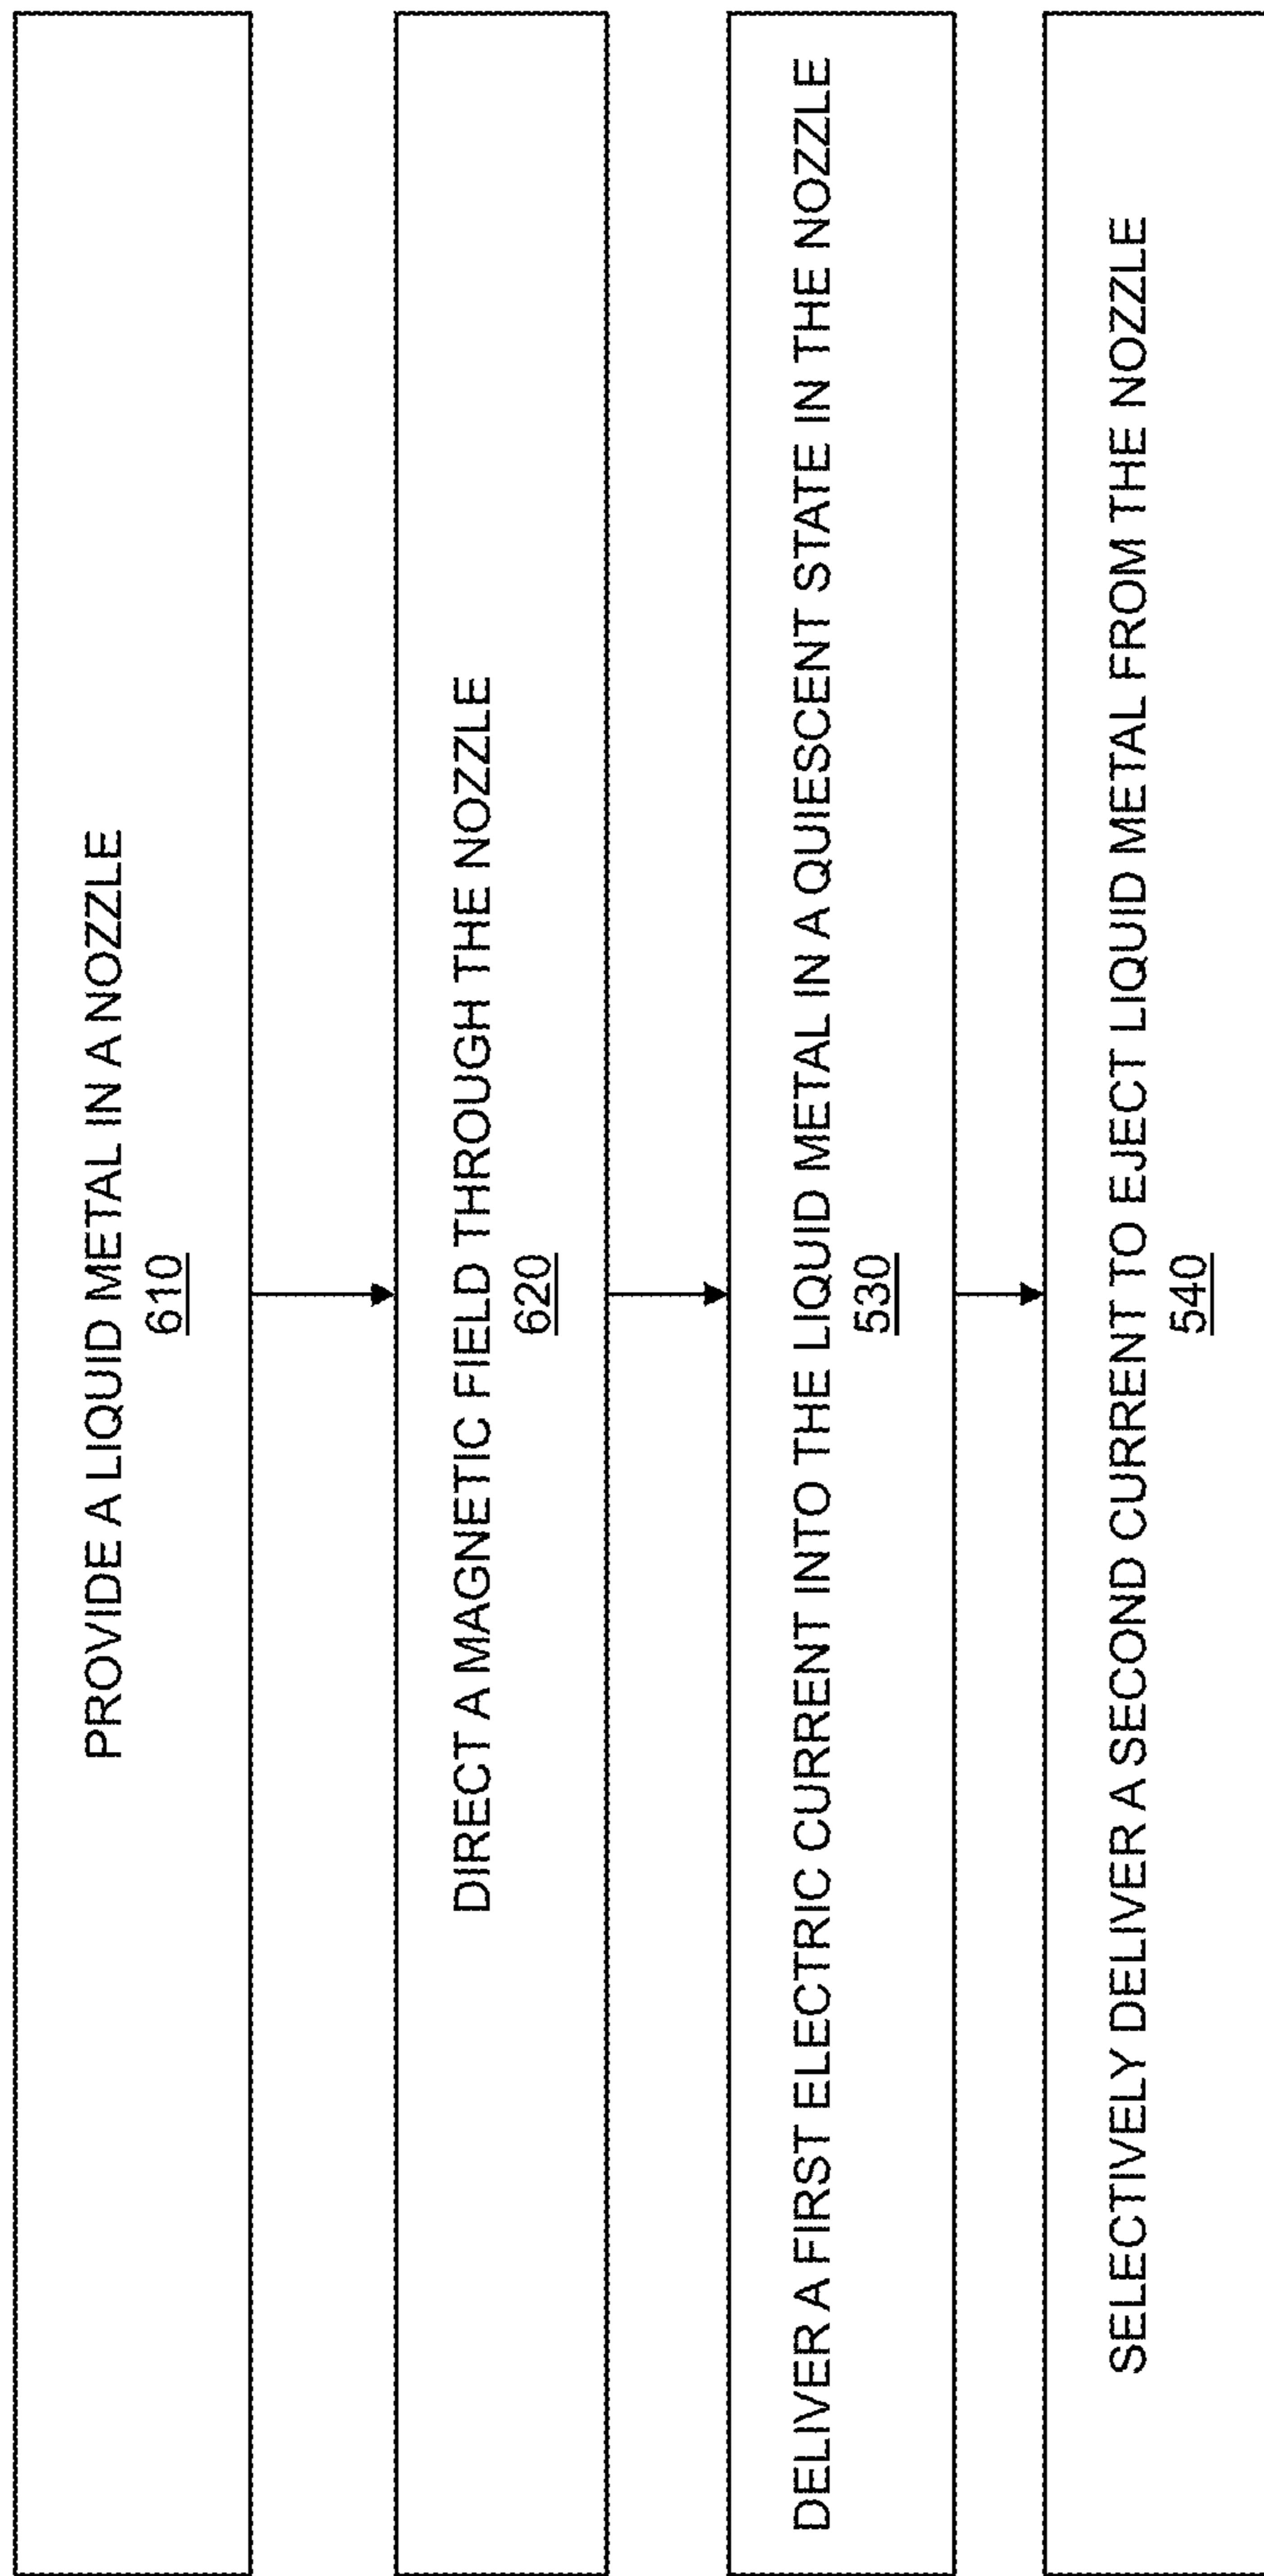 PROVIDE A LIQUID METAL IN A NOZZLE
610
DIRECT A MAGNETIC FIELD THROUGH THE NOZZLE
620
DELIVER A FIRST ELECTRIC CURRENT INTO THE LIQUID METAL IN A QUIESCENT STATE IN THE NOZZLE
530
SELECTIVELY DELIVER A SECOND CURRENT TO EJECT LIQUID METAL FROM THE NOZZLE
540